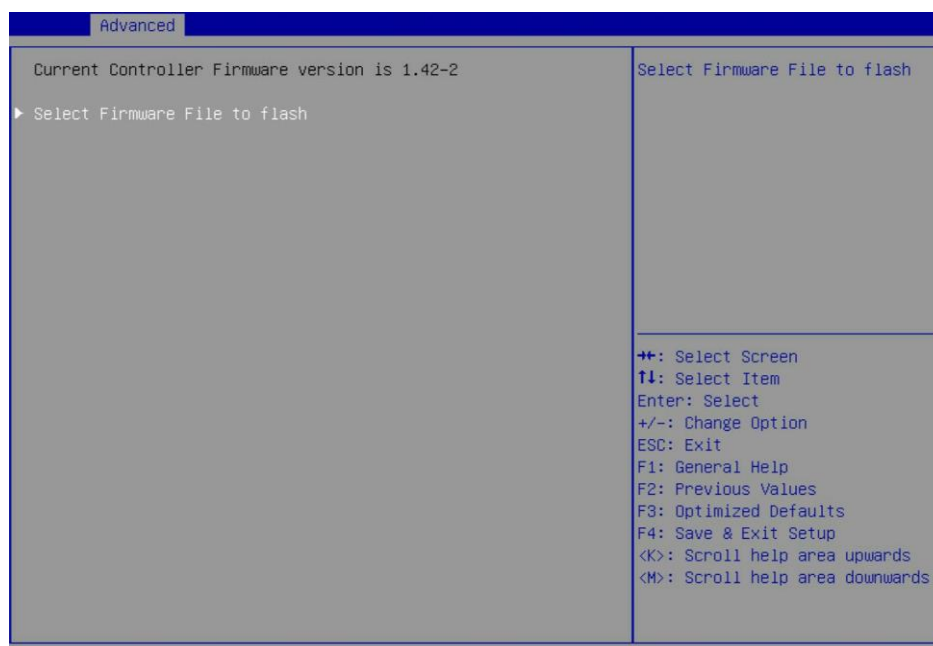 Advanced
Current Controller Firmware version is 1.42-2
Select Firmware File to flash
Select Firmware File to flash
→←: Select Screen
↑↓: Select Item
Enter: Select
+/-: Change Option
ESC: Exit
F1: General Help
F2: Previous Values
F3: Optimized Defaults
F4: Save & Exit Setup
<K>: Scroll help area upwards
<M>: Scroll help area downwards